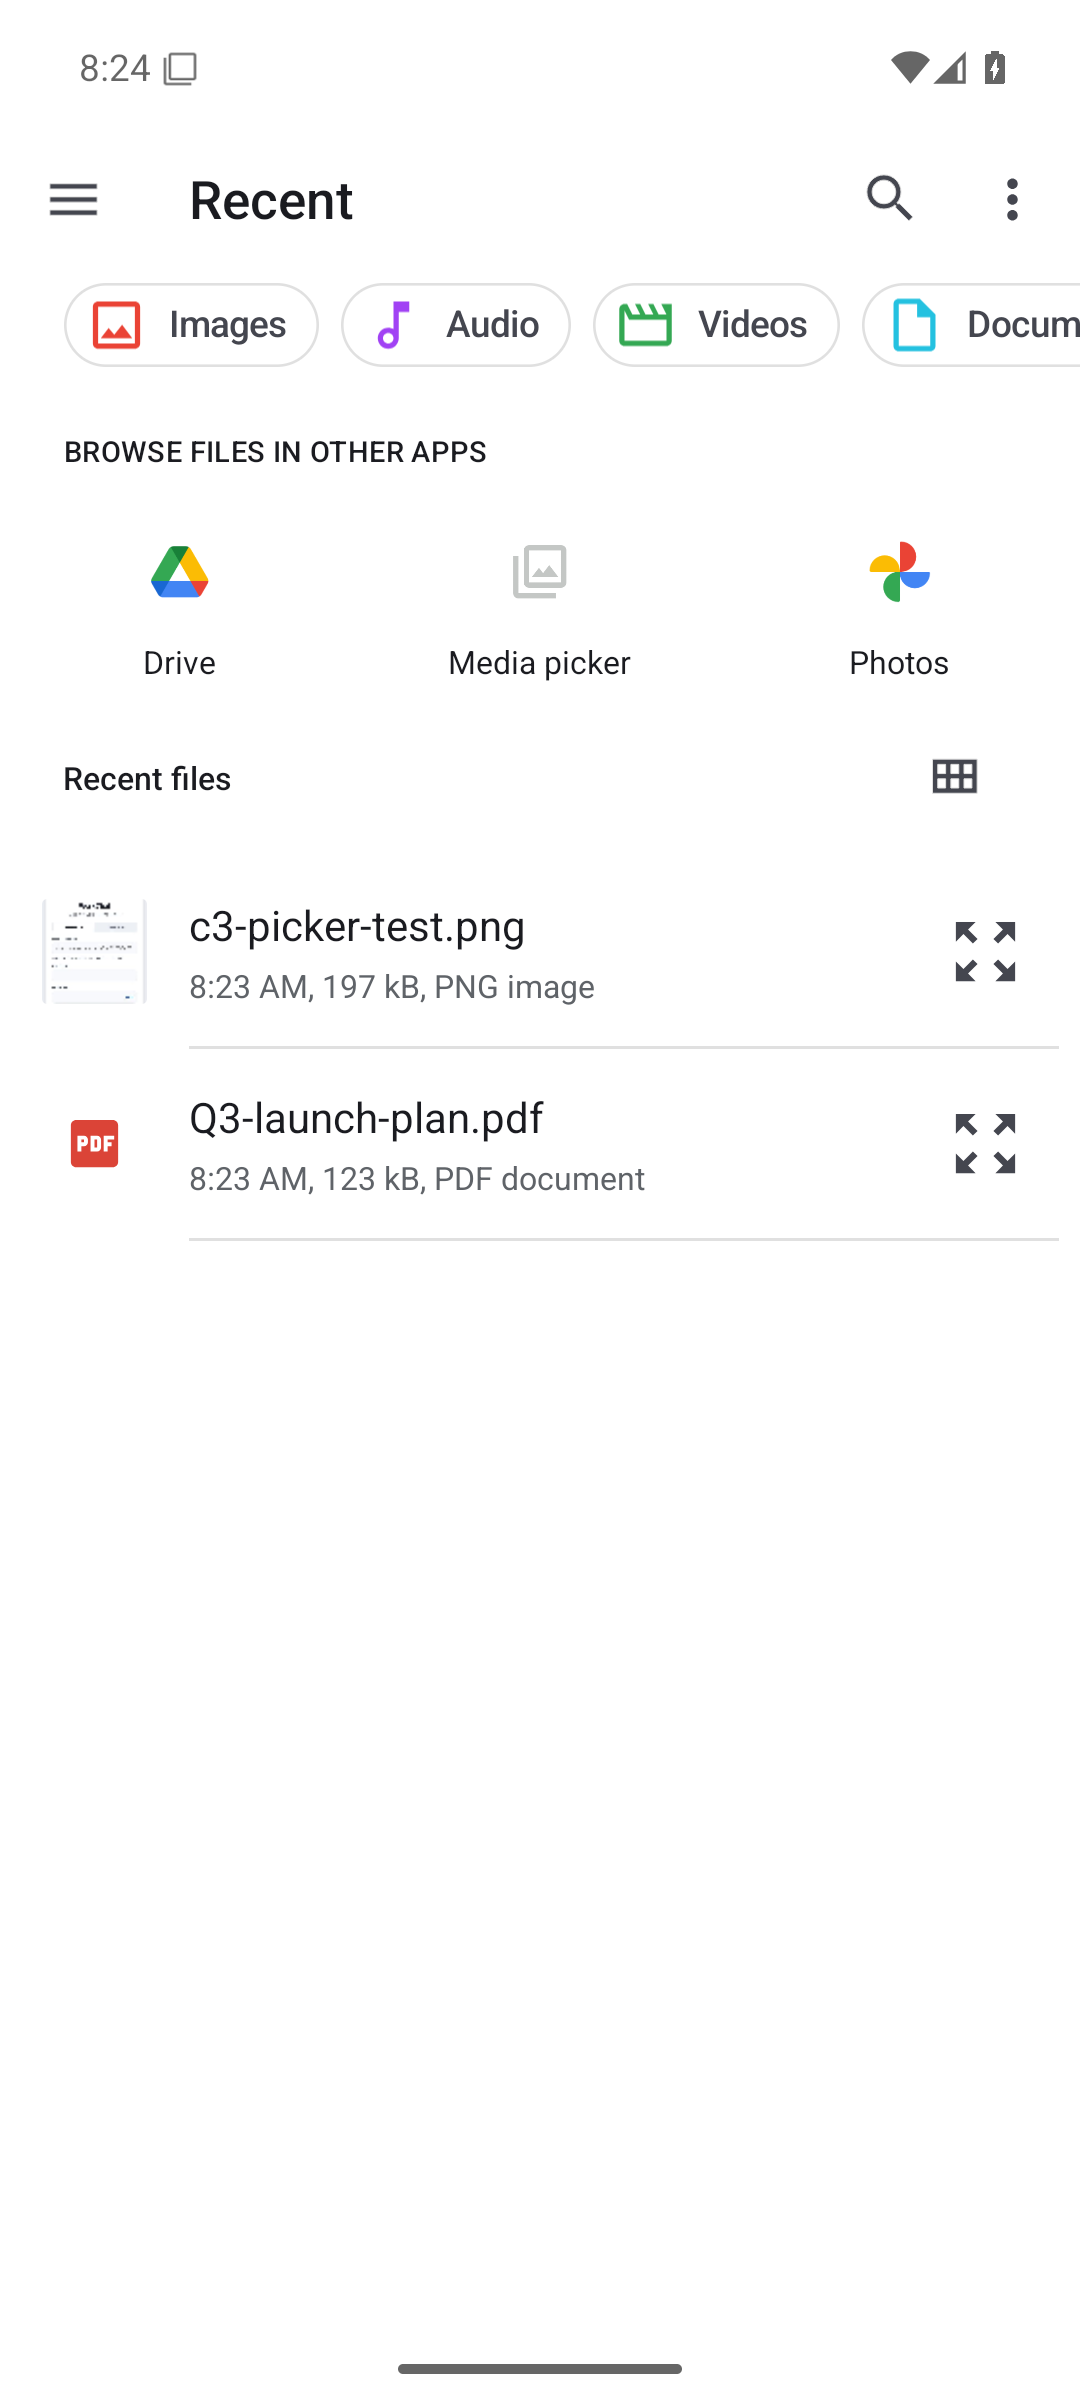 8:24
Recent
Images
Audio
Videos
Docum
BROWSE FILES IN OTHER APPS
Drive
Media picker
Photos
Recent files
c3-picker-test.png
8:23 AM, 197 kB, PNG image
PDF
Q3-launch-plan.pdf
8:23 AM, 123 kB, PDF document